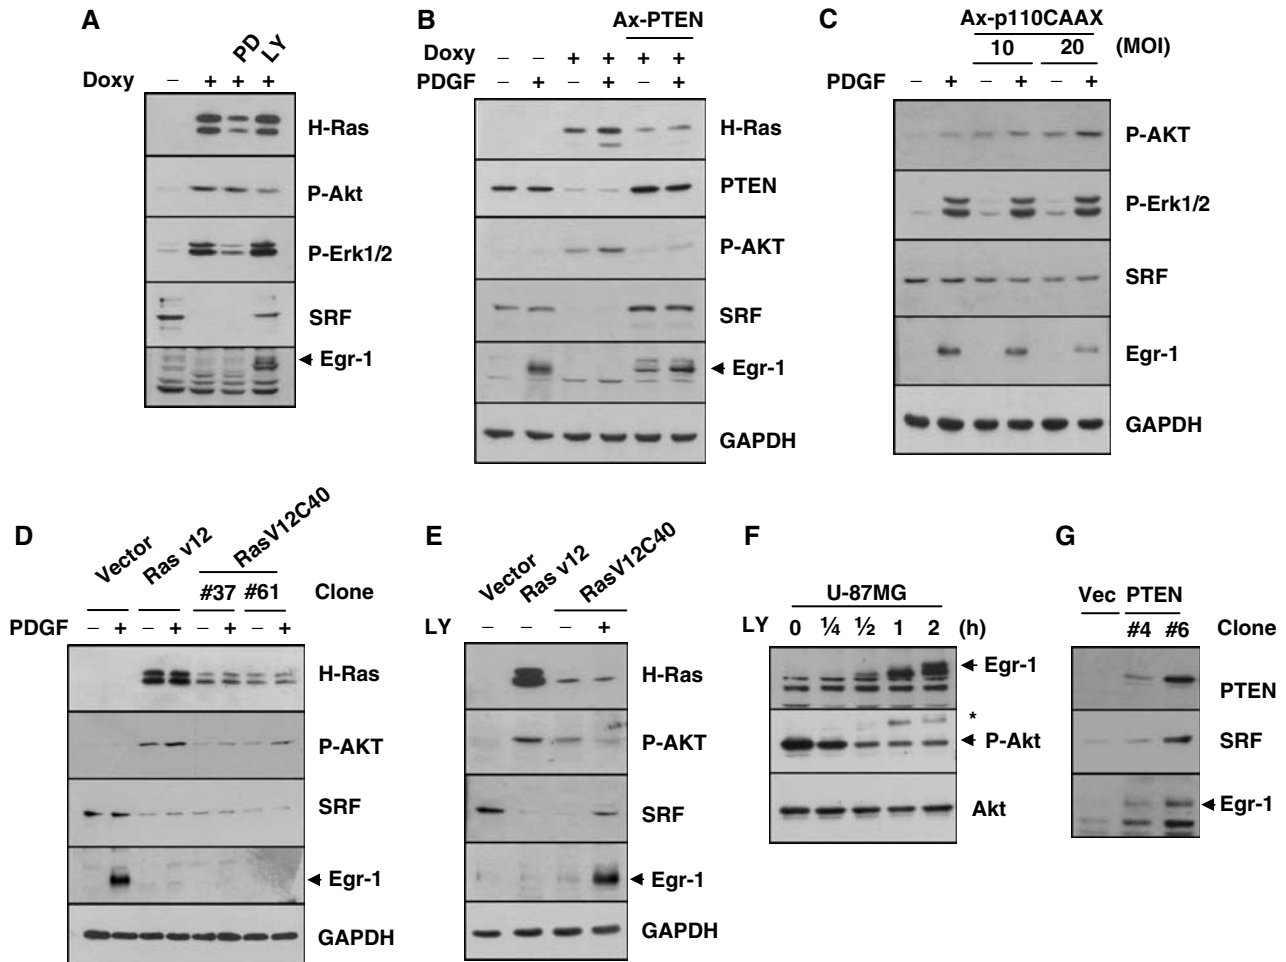 A
PD LY
Doxy – + + +
H-Ras
P-Akt
P-Erk1/2
SRF
Egr-1
B
Ax-PTEN
Doxy – – + + + +
PDGF – + – + – +
H-Ras
PTEN
P-AKT
SRF
Egr-1
GAPDH
C
Ax-p110CAAX
10 20 (MOI)
PDGF – + – + – +
P-AKT
P-Erk1/2
SRF
Egr-1
GAPDH
D
Vector Ras v12 RasV12C40
#37 #61 Clone
PDGF – + – + – + – +
H-Ras
P-AKT
SRF
Egr-1
GAPDH
E
Vector Ras v12 RasV12C40
LY – – – +
H-Ras
P-AKT
SRF
Egr-1
GAPDH
F
U-87MG
LY 0 ¼ ½ 1 2 (h)
Egr-1
*
P-Akt
Akt
G
Vec PTEN
#4 #6 Clone
PTEN
SRF
Egr-1